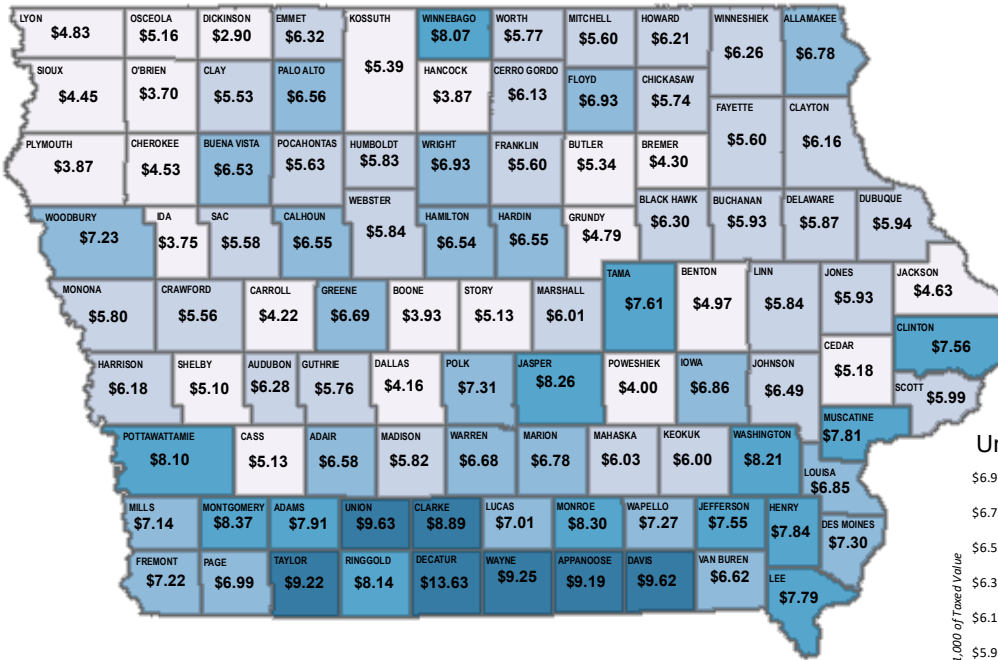 LYON
$4.83
OSCEOLA
$5.16
DICKINSON
$2.90
EMMET
$6.32
KOSSUTH
$5.39
WINNEBAGO
$8.07
WORTH
$5.77
MITCHELL
$5.60
HOWARD
$6.21
WINNESHIEK
$6.26
ALLAMAKEE
$6.78
SIOUX
$4.45
O'BRIEN
$3.70
CLAY
$5.53
PALO ALTO
$6.56
HANCOCK
$3.87
CERRO GORDO
$6.13
FLOYD
$6.93
CHICKASAW
$5.74
FAYETTE
$5.60
CLAYTON
$6.16
PLYMOUTH
$3.87
CHEROKEE
$4.53
BUENA VISTA
$6.53
POCAHONTAS
$5.63
HUMBOLDT
$5.83
WRIGHT
$6.93
FRANKLIN
$5.60
BUTLER
$5.34
BREMER
$4.30
WOODBURY
$7.23
IDA
$3.75
SAC
$5.58
CALHOUN
$6.55
WEBSTER
$5.84
HAMILTON
$6.54
HARDIN
$6.55
GRUNDY
$4.79
BLACK HAWK
$6.30
BUCHANAN
$5.93
DELAWARE
$5.87
DUBUQUE
$5.94
MONONA
$5.80
CRAWFORD
$5.56
CARROLL
$4.22
GREENE
$6.69
BOONE
$3.93
STORY
$5.13
MARSHALL
$6.01
TAMA
$7.61
BENTON
$4.97
LINN
$5.84
JONES
$5.93
JACKSON
$4.63
CLINTON
$7.56
HARRISON
$6.18
SHELBY
$5.10
AUDUBON
$6.28
GUTHRIE
$5.76
DALLAS
$4.16
POLK
$7.31
JASPER
$8.26
POWESHIEK
$4.00
IOWA
$6.86
JOHNSON
$6.49
CEDAR
$5.18
SCOTT
$5.99
MUSCATINE
$7.81
POTTAWATTAMIE
$8.10
CASS
$5.13
ADAIR
$6.58
MADISON
$5.82
WARREN
$6.68
MARION
$6.78
MAHASKA
$6.03
KEOKUK
$6.00
WASHINGTON
$8.21
LOUISA
$6.85
MILLS
$7.14
MONTGOMERY
$8.37
ADAMS
$7.91
UNION
$9.63
CLARKE
$8.89
LUCAS
$7.01
MONROE
$8.30
WAPELLO
$7.27
JEFFERSON
$7.55
HENRY
$7.84
DES MOINES
$7.30
FREMONT
$7.22
PAGE
$6.99
TAYLOR
$9.22
RINGGOLD
$8.14
DECATUR
$13.63
WAYNE
$9.25
APPANOOSE
$9.19
DAVIS
$9.62
VAN BUREN
$6.62
LEE
$7.79
Ur
$6.9
$6.7
$6.5
$6.3
$6.1
$5.9
,000 of Taxed Value